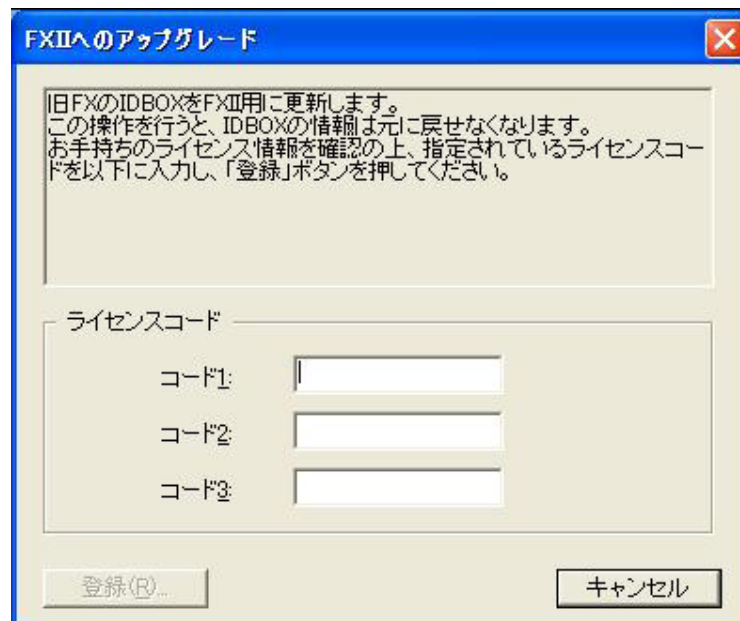 FXIIへのアップグレード
旧FXのIDBOXをFXII用に更新します。
この操作を行うと、IDBOXの情報は元に戻せなくなります。
お手持ちのライセンス情報を確認の上、指定されているライセンスコー
ドを以下に入力し、「登録」ボタンを押してください。
ライセンスコード
コード1:
コード2:
コード3:
登録(R)...
キャンセル